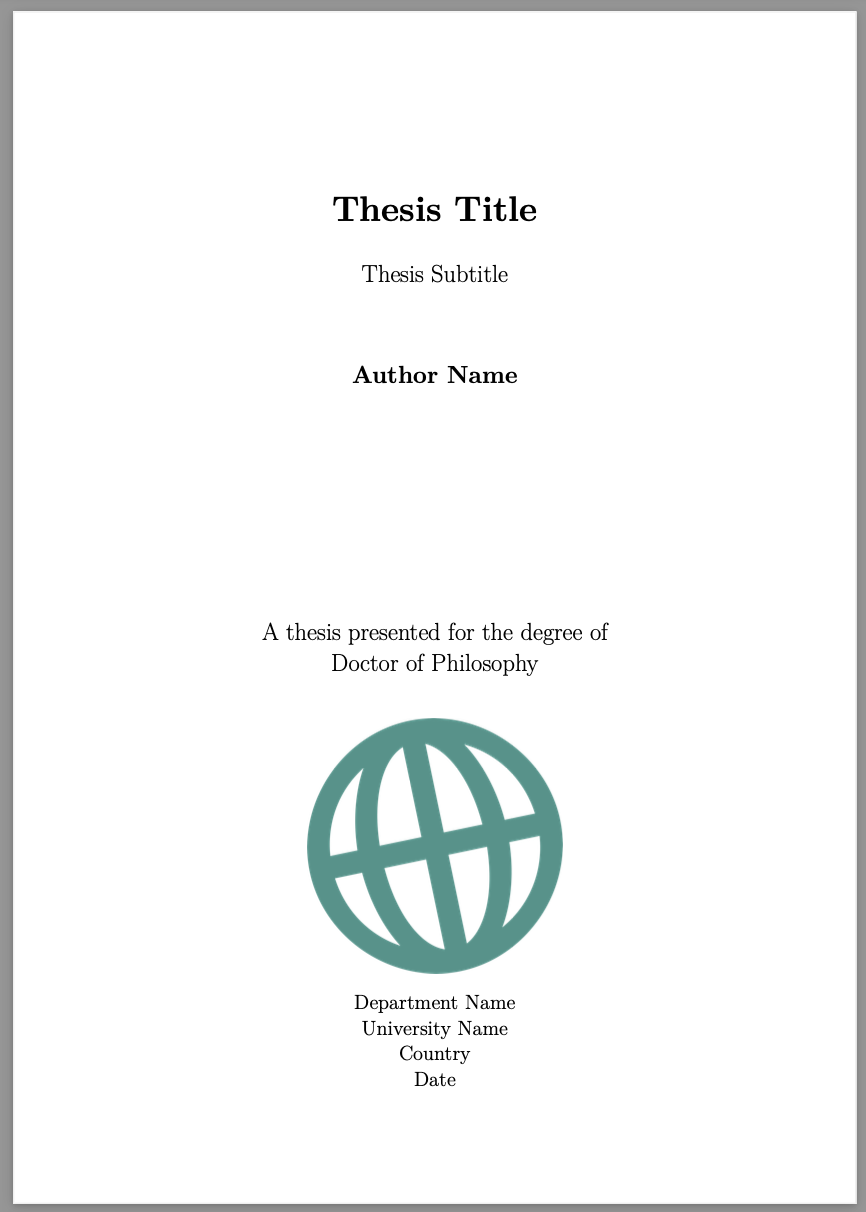 Thesis Title
Thesis Subtitle
Author Name
A thesis presented for the degree of
Doctor of Philosophy
Department Name
University Name
Country
Date